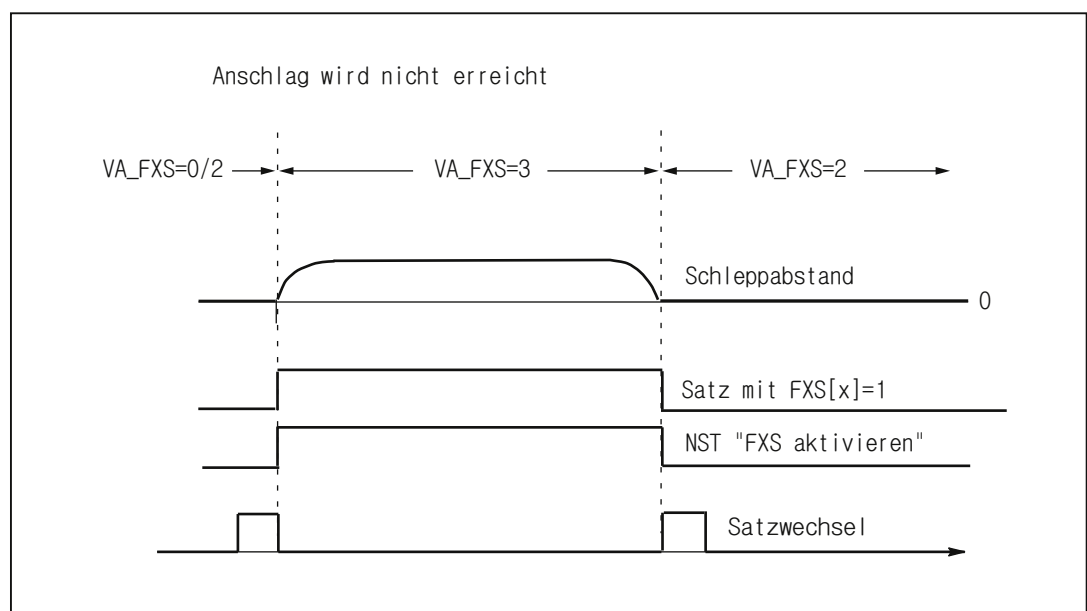 Anschlag wird nicht erreicht
VA_FXS=0/2
VA_FXS=3
VA_FXS=2
Schleppabstand
0
Satz mit FXS[x]=1
NST "FXS aktivieren"
Satzwechsel